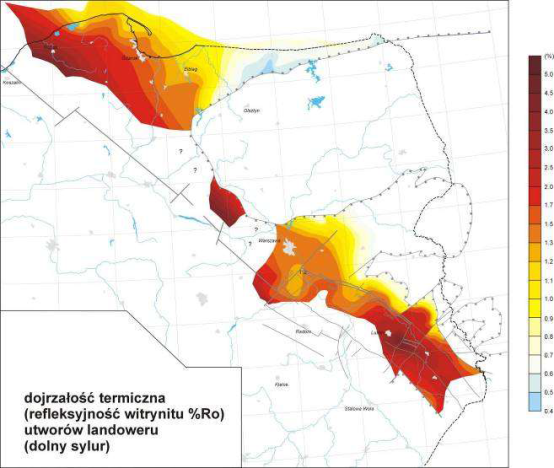 (%)
5,0
4,5
4,0
3,5
3,0
2,5
2,0
1,7
1,5
1,3
1,2
1,1
1,0
0,9
0,8
0,7
0,6
0,5
0,4
Koszalin
Gdańsk
Elbląg
Olsztyn
?
?
?
?
Warszawa
Radom
Kielce
Stalowa Wola
dojrzałość termiczna
(refleksyjność witrynitu %Ro)
utworów landoweru
(dolny sylur)